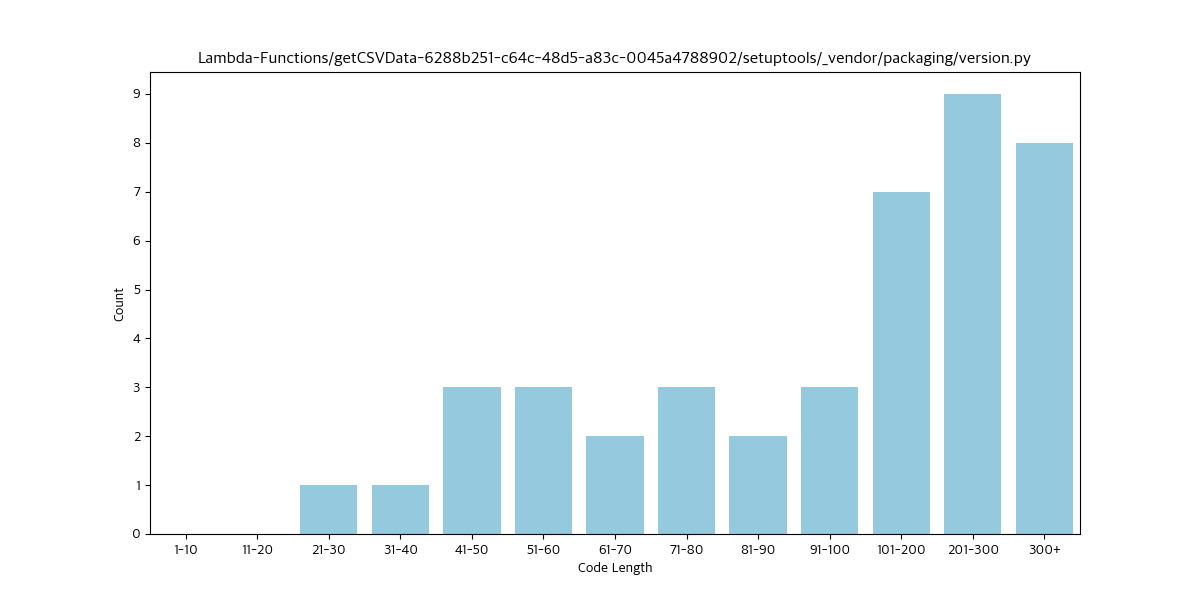 Lambda-Functions/getCSVData-6288b251-c64c-48d5-a83c-0045a4788902/setuptools/_vendor/packaging/version.py
9
8
7
6
5
4
3
2
1
0
Count
1-10 11-20 21-30 31-40 41-50 51-60 61-70 71-80 81-90 91-100 101-200 201-300 300+
Code Length